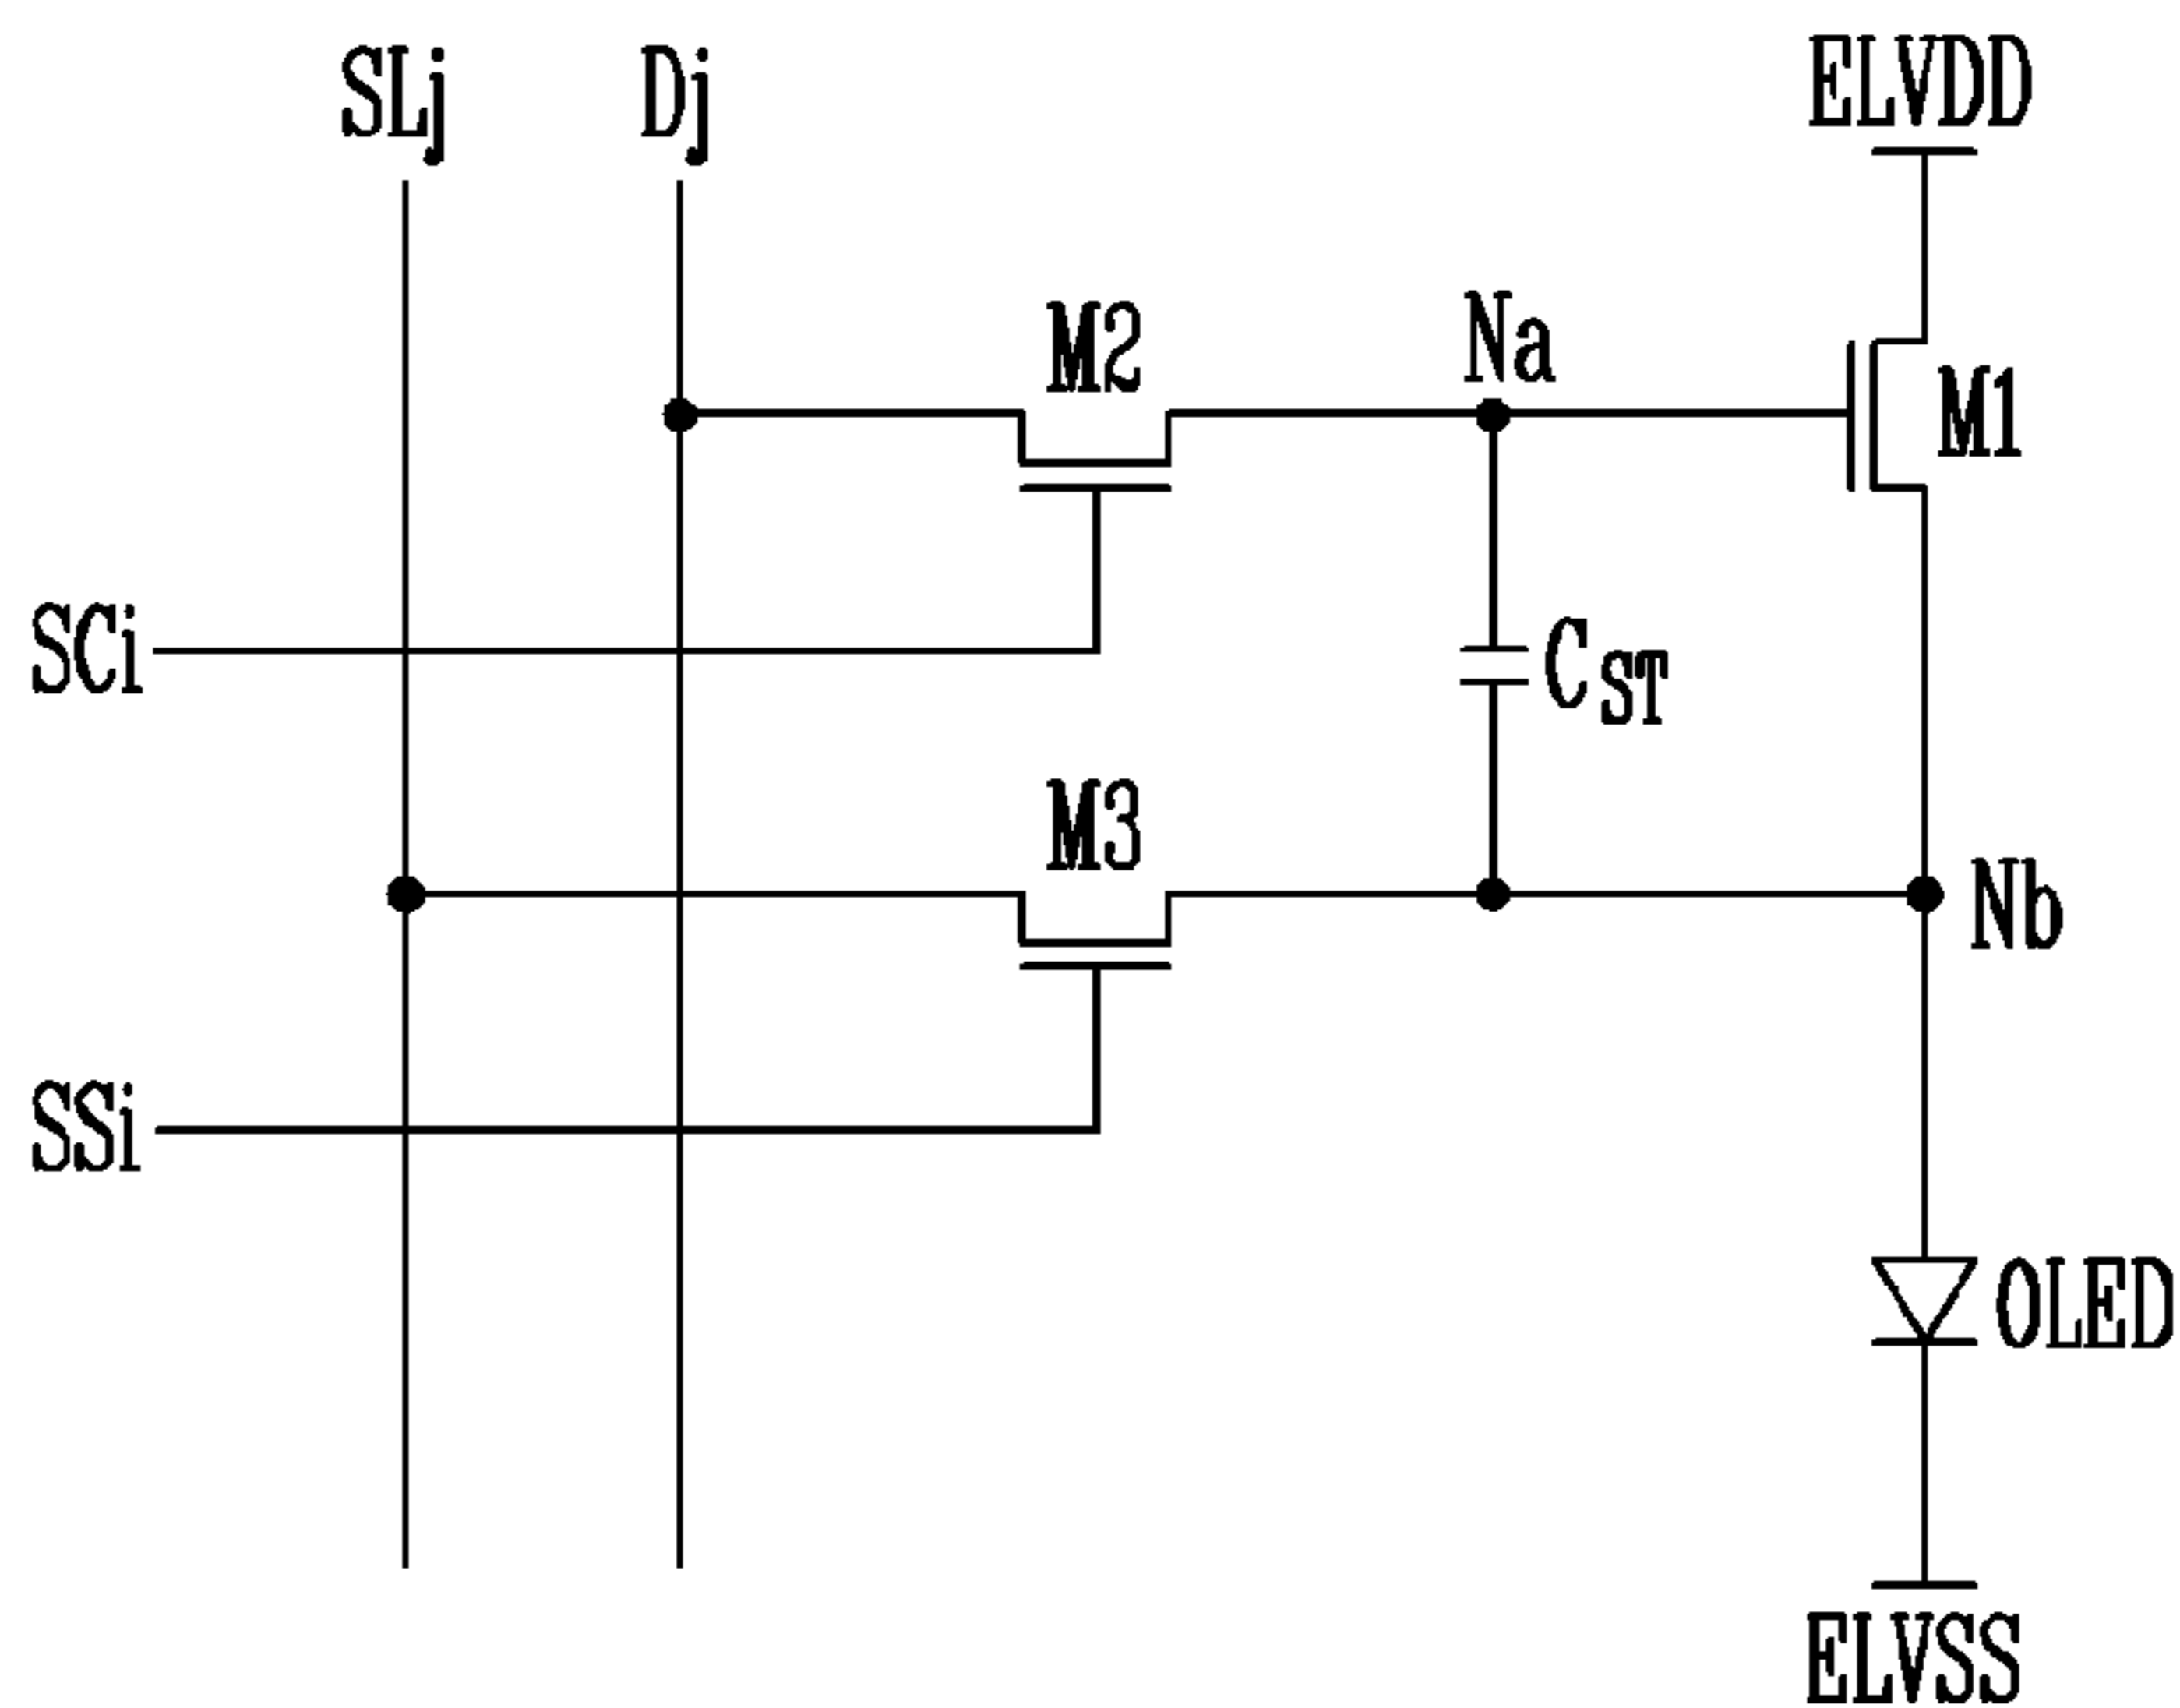 SLj
Dj
ELVDD
M2
Na
M1
SCi
CST
M3
Nb
SSi
OLED
ELVSS